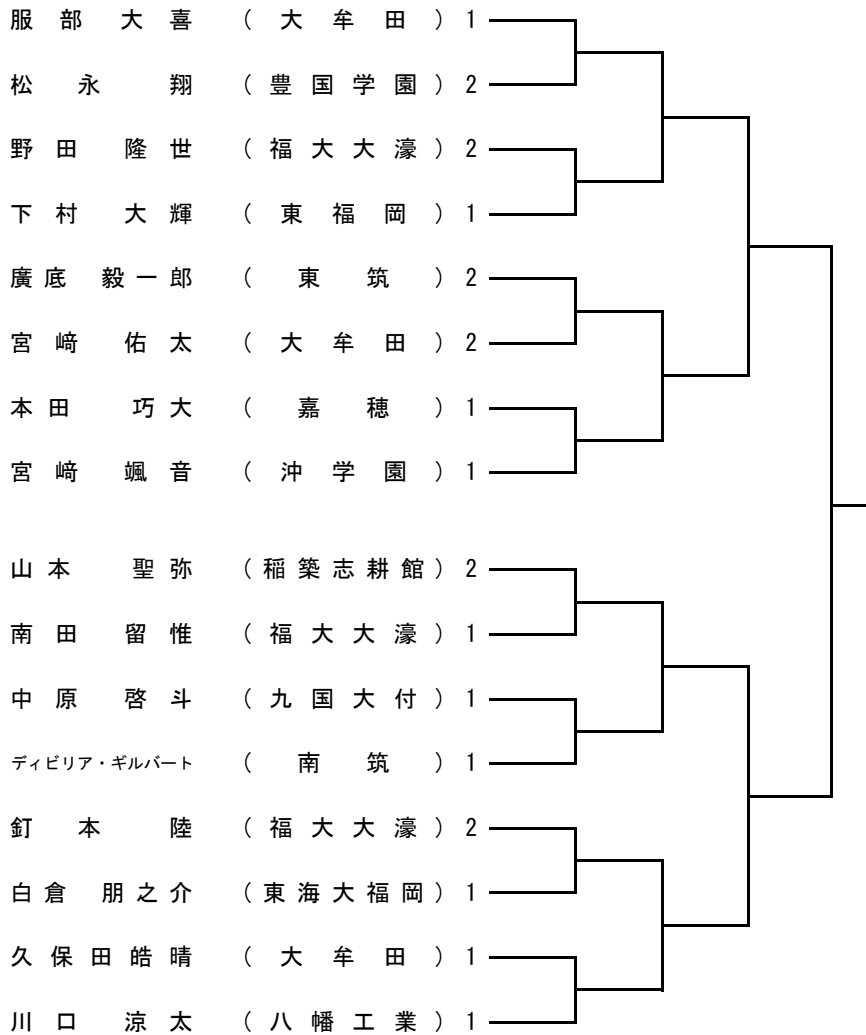 服部 大喜 (大牟田) 1
松永 翔 (豊国学園) 2
野田 隆世 (福大大濠) 2
下村 大輝 (東福岡) 1
廣底 毅一郎 (東筑) 2
宮﨑 佑太 (大牟田) 2
本田 巧大 (嘉穂) 1
宮﨑 颯音 (沖学園) 1
山本 聖弥 (稲築志耕館) 2
南田 留惟 (福大大濠) 1
中原 啓斗 (九国大付) 1
ディビリア・ギルバート (南筑) 1
釘本 陸 (福大大濠) 2
白倉 朋之介 (東海大福岡) 1
久保田皓晴 (大牟田) 1
川口 涼太 (八幡工業) 1